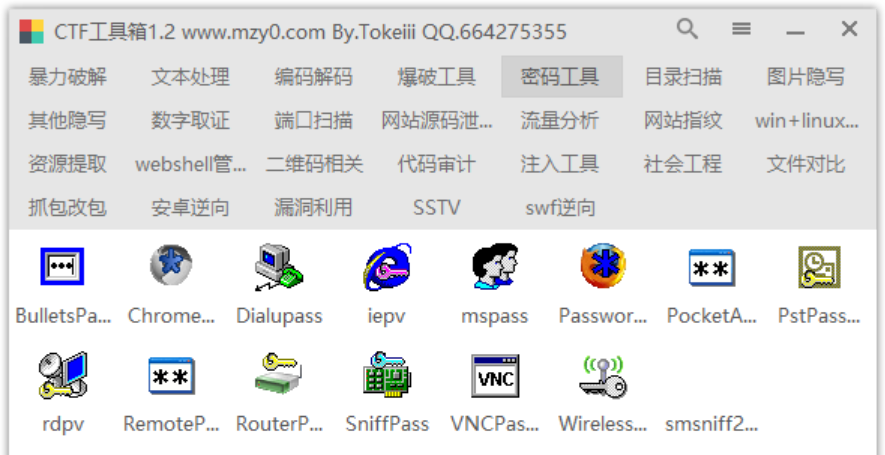 CTF工具箱1.2 www.mzy0.com By.Tokeiii QQ.664275355
暴力破解 文本处理 编码解码 爆破工具 密码工具 目录扫描 图片隐写
其他隐写 数字取证 端口扫描 网站源码泄... 流量分析 网站指纹 win+linux...
资源提取 webshell管... 二维码相关 代码审计 注入工具 社会工程 文件对比
抓包改包 安卓逆向 漏洞利用 SSTV swf逆向
BulletsPa... Chrome... Dialupass iepv mspass Passwor... PocketA... PstPass...
VNC
rdpv RemoteP... RouterP... SniffPass VNCPas... Wireless... smsniff2...